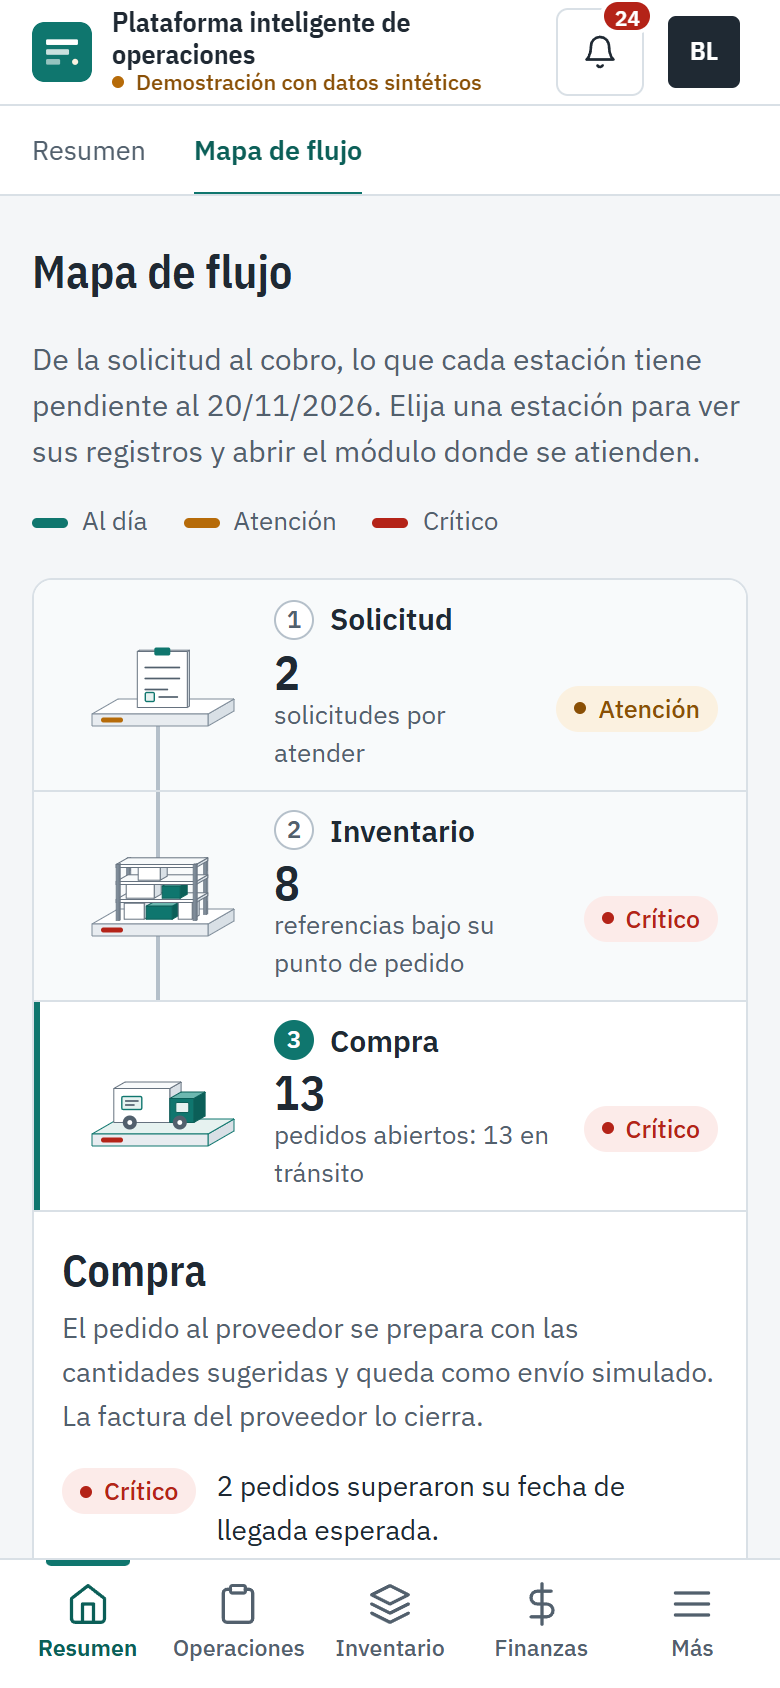 Plataforma inteligente de
operaciones
Demostración con datos sintéticos
24
BL
Resumen
Mapa de flujo
Mapa de flujo
De la solicitud al cobro, lo que cada estación tiene
pendiente al 20/11/2026. Elija una estación para ver
sus registros y abrir el módulo donde se atienden.
Al día
Atención
Crítico
1 Solicitud
2
solicitudes por
atender
Atención
2 Inventario
8
referencias bajo su
punto de pedido
Crítico
3 Compra
13
pedidos abiertos: 13 en
tránsito
Crítico
Compra
El pedido al proveedor se prepara con las
cantidades sugeridas y queda como envío simulado.
La factura del proveedor lo cierra.
Crítico
2 pedidos superaron su fecha de
llegada esperada.
Resumen
Operaciones
Inventario
Finanzas
Más